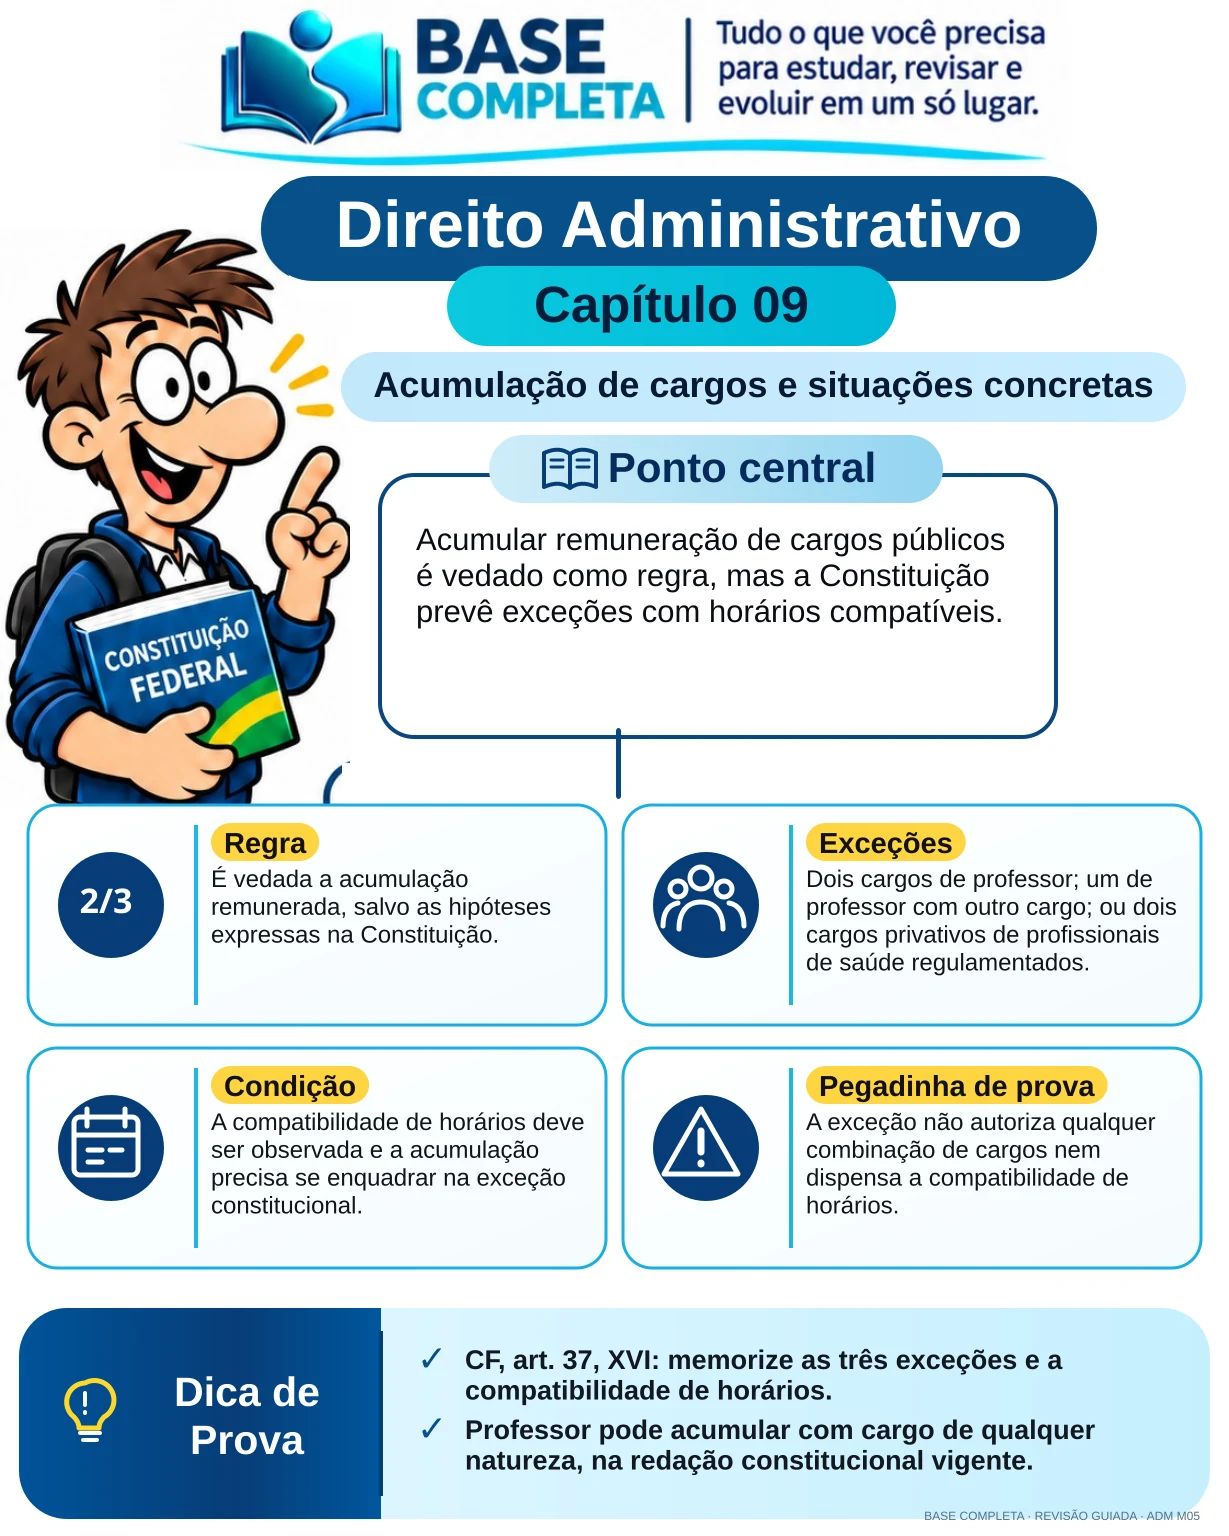 BASE
COMPLETA
Tudo o que você precisa
para estudar, revisar e
evoluir em um só lugar.
Direito Administrativo
Capítulo 09
Acumulação de cargos e situações concretas
Ponto central
Acumular remuneração de cargos públicos
é vedado como regra, mas a Constituição
prevê exceções com horários compatíveis.
CONSTITUIÇÃO
FEDERAL
2/3
Regra
É vedada a acumulação
remunerada, salvo as hipóteses
expressas na Constituição.
Exceções
Dois cargos de professor; um de
professor com outro cargo; ou dois
cargos privativos de profissionais
de saúde regulamentados.
Condição
A compatibilidade de horários deve
ser observada e a acumulação
precisa se enquadrar na exceção
constitucional.
Pegadinha de prova
A exceção não autoriza qualquer
combinação de cargos nem
dispensa a compatibilidade de
horários.
Dica de
Prova
✓ CF, art. 37, XVI: memorize as três exceções e a
compatibilidade de horários.
✓ Professor pode acumular com cargo de qualquer
natureza, na redação constitucional vigente.
BASE COMPLETA · REVISÃO GUIADA · ADM M05